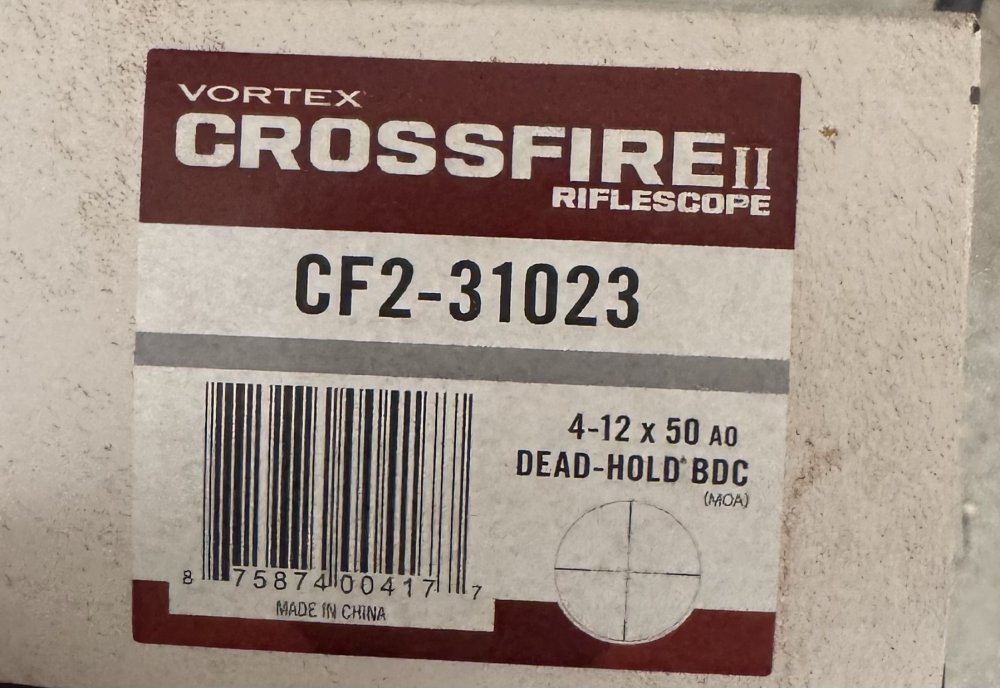 VORTEX
CROSSFIRE II
RIFLESCOPE
CF2-31023
4-12 x 50 AO
DEAD-HOLD® BDC
(MOA)
8 75874 00417 7
MADE IN CHINA